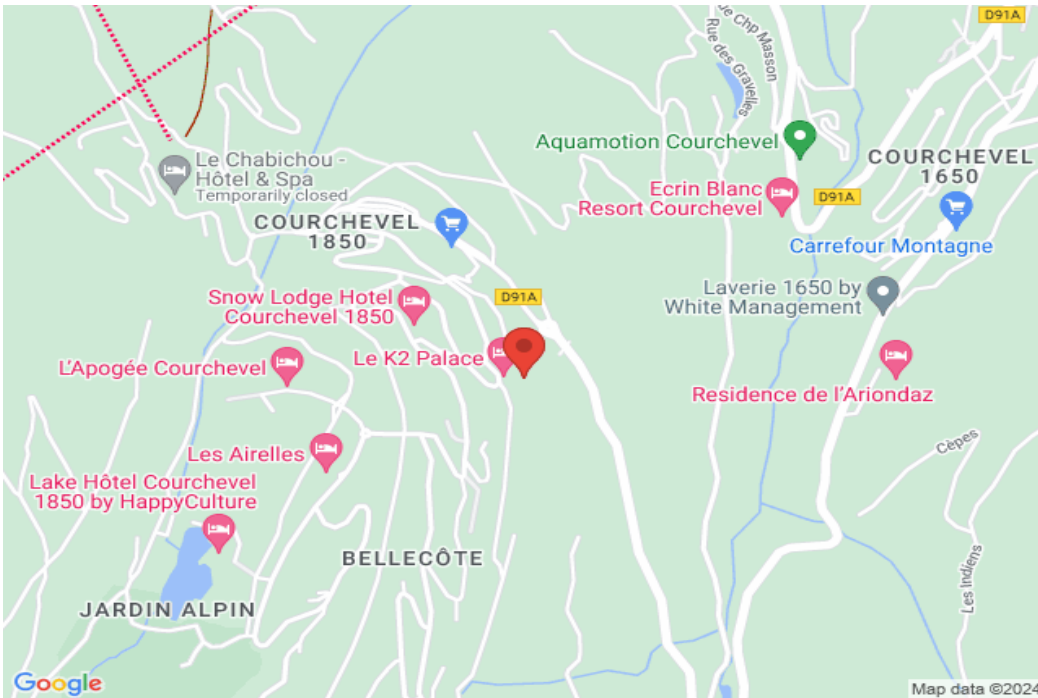 D91A
Rue des Gravelles
Aquamotion Courchevel
COURCHEVEL
1650
Le Chabichou -
Hôtel & Spa
Temporarily closed
Ecrin Blanc
Resort Courchevel
D91A
COURCHEVEL
1850
Carrefour Montagne
Laverie 1650 by
White Management
D91A
Snow Lodge Hotel
Courchevel 1850
Le K2 Palace
L'Apogée Courchevel
Residence de l'Ariondaz
Cèpes
Les Airelles
Lake Hôtel Courchevel
1850 by HappyCulture
BELLECÔTE
Les Indiens
JARDIN ALPIN
Google
Map data ©2024